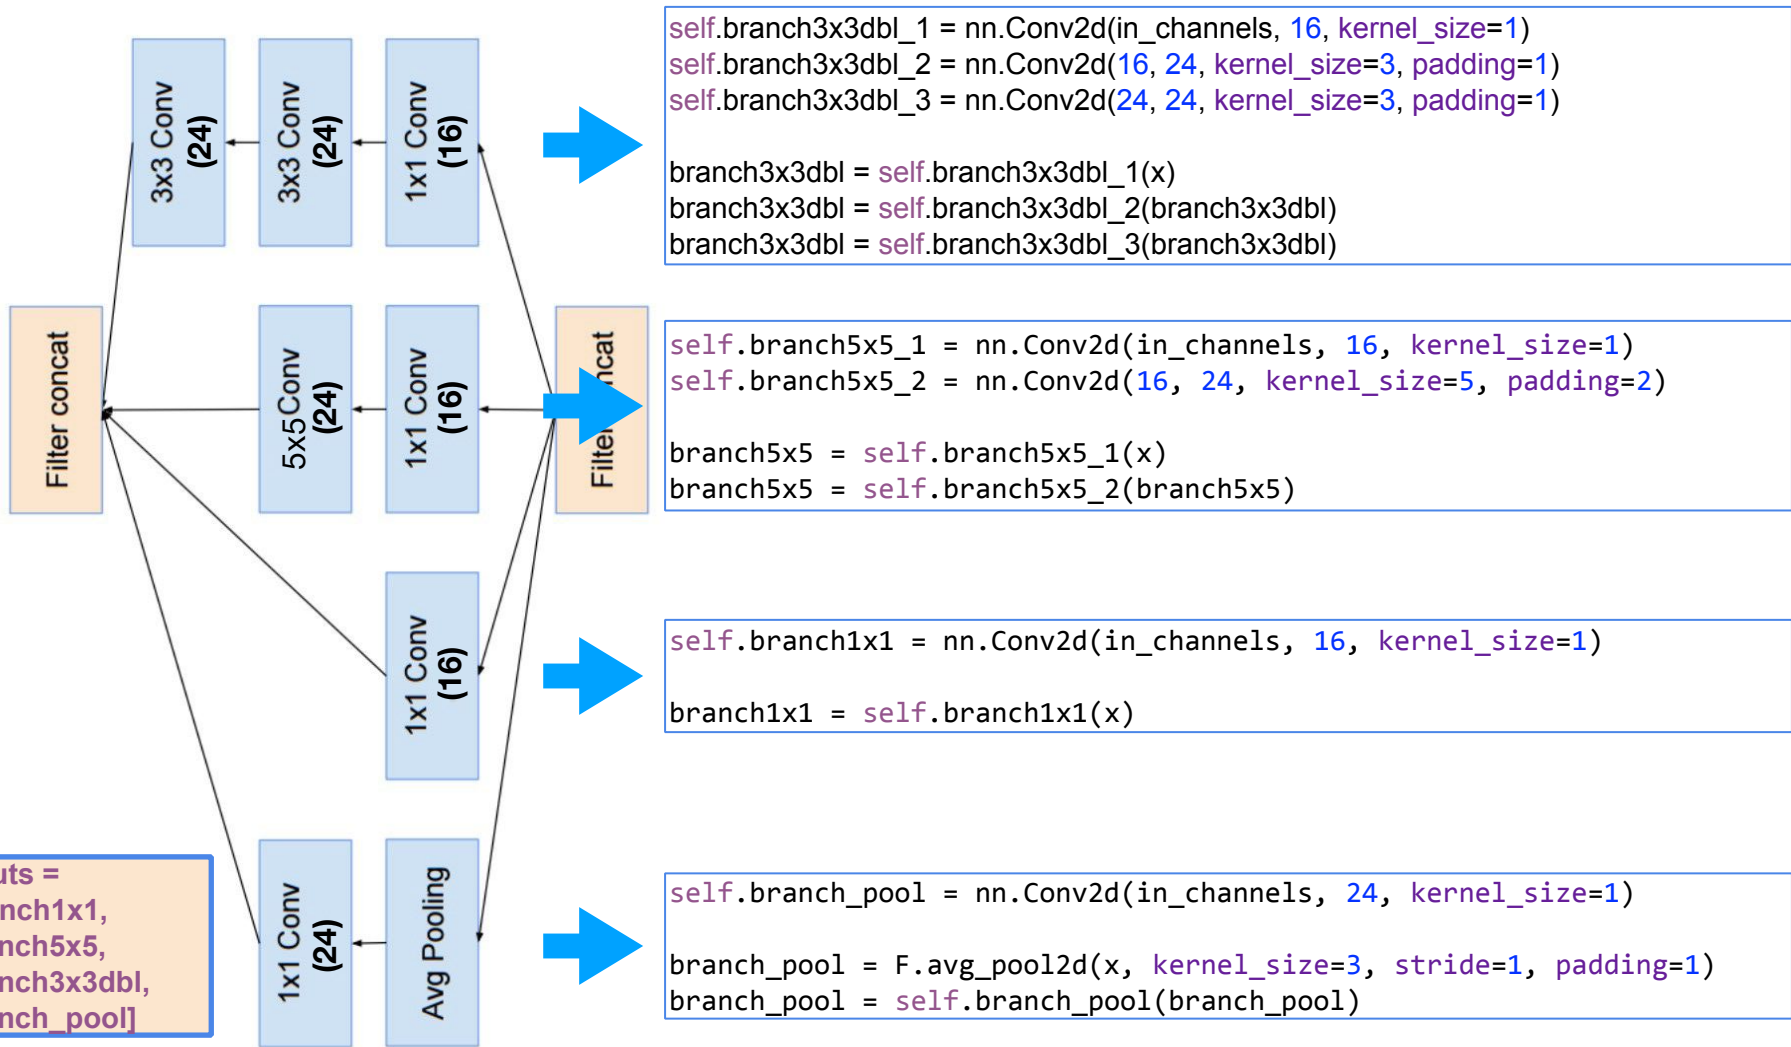 self.branch3x3dbl_1 = nn.Conv2d(in_channels, 16, kernel_size=1)
self.branch3x3dbl_2 = nn.Conv2d(16, 24, kernel_size=3, padding=1)
self.branch3x3dbl_3 = nn.Conv2d(24, 24, kernel_size=3, padding=1)
branch3x3dbl = self.branch3x3dbl_1(x)
branch3x3dbl = self.branch3x3dbl_2(branch3x3dbl)
branch3x3dbl = self.branch3x3dbl_3(branch3x3dbl)
3x3 Conv
(24)
3x3 Conv
(24)
1x1 Conv
(16)
Filter concat
5x5 Conv
(24)
1x1 Conv
(16)
Filter
ncat
self.branch5x5_1 = nn.Conv2d(in_channels, 16, kernel_size=1)
self.branch5x5_2 = nn.Conv2d(16, 24, kernel_size=5, padding=2)
branch5x5 = self.branch5x5_1(x)
branch5x5 = self.branch5x5_2(branch5x5)
1x1 Conv
(16)
self.branch1x1 = nn.Conv2d(in_channels, 16, kernel_size=1)
branch1x1 = self.branch1x1(x)
uts =
nch1x1,
nch5x5,
nch3x3dbl,
nch_pool]
1x1 Conv
(24)
Avg Pooling
self.branch_pool = nn.Conv2d(in_channels, 24, kernel_size=1)
branch_pool = F.avg_pool2d(x, kernel_size=3, stride=1, padding=1)
branch_pool = self.branch_pool(branch_pool)